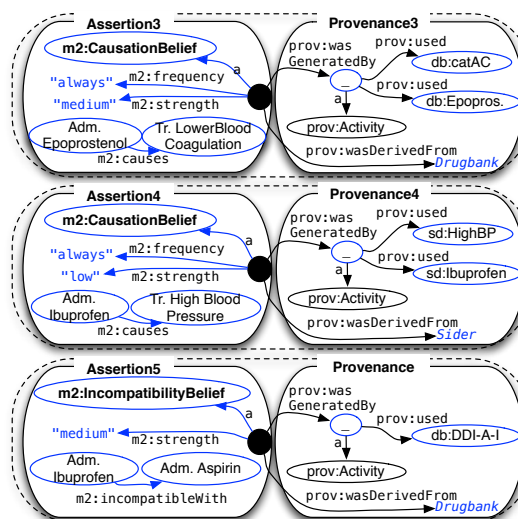 Assertion3
m2:CausationBelief
a
"always"
m2:frequency
"medium"
m2:strength
Adm.
Epoprostenol
Tr. LowerBlood
Coagulation
m2:causes
Provenance3
prov:was
GeneratedBy
prov:used
db:catAC
_
prov:used
db:Epopros.
a
prov:Activity
prov:wasDerivedFrom
Drugbank
Assertion4
m2:CausationBelief
a
"always"
m2:frequency
"low"
m2:strength
Adm.
Ibuprofen
Tr. High Blood
Pressure
m2:causes
Provenance4
prov:was
GeneratedBy
prov:used
sd:HighBP
_
prov:used
sd:Ibuprofen
a
prov:Activity
prov:wasDerivedFrom
Sider
Assertion5
m2:IncompatibilityBelief
a
"medium"
m2:strength
Adm.
Ibuprofen
Adm. Aspirin
m2:incompatibleWith
Provenance
prov:was
GeneratedBy
prov:used
_
db:DDI-A-I
a
prov:Activity
prov:wasDerivedFrom
Drugbank